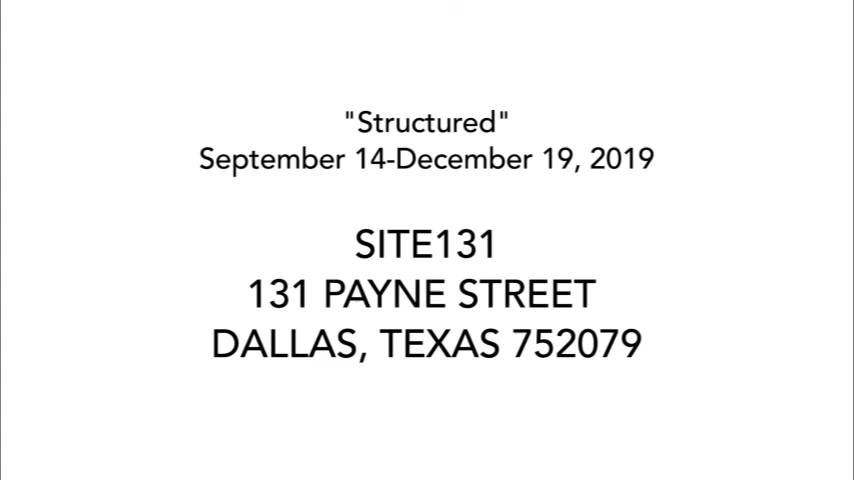 "Structured"
September 14-December 19, 2019
SITE131
131 PAYNE STREET
DALLAS, TEXAS 752079